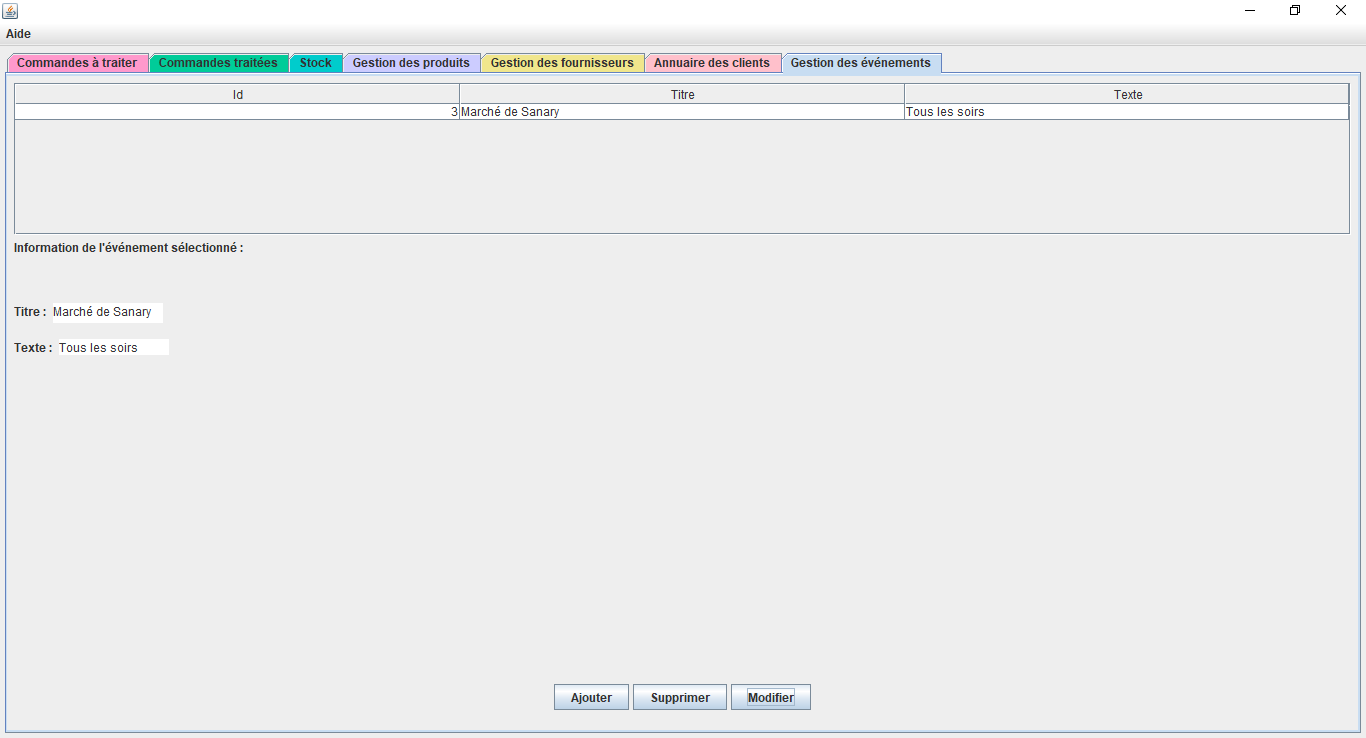 Aide
Commandes à traiter Commandes traitées Stock Gestion des produits Gestion des fournisseurs Annuaire des clients Gestion des événements
Id Titre Texte
3 Marché de Sanary Tous les soirs
Information de l'événement sélectionné :
Titre : Marché de Sanary
Texte : Tous les soirs
Ajouter Supprimer Modifier